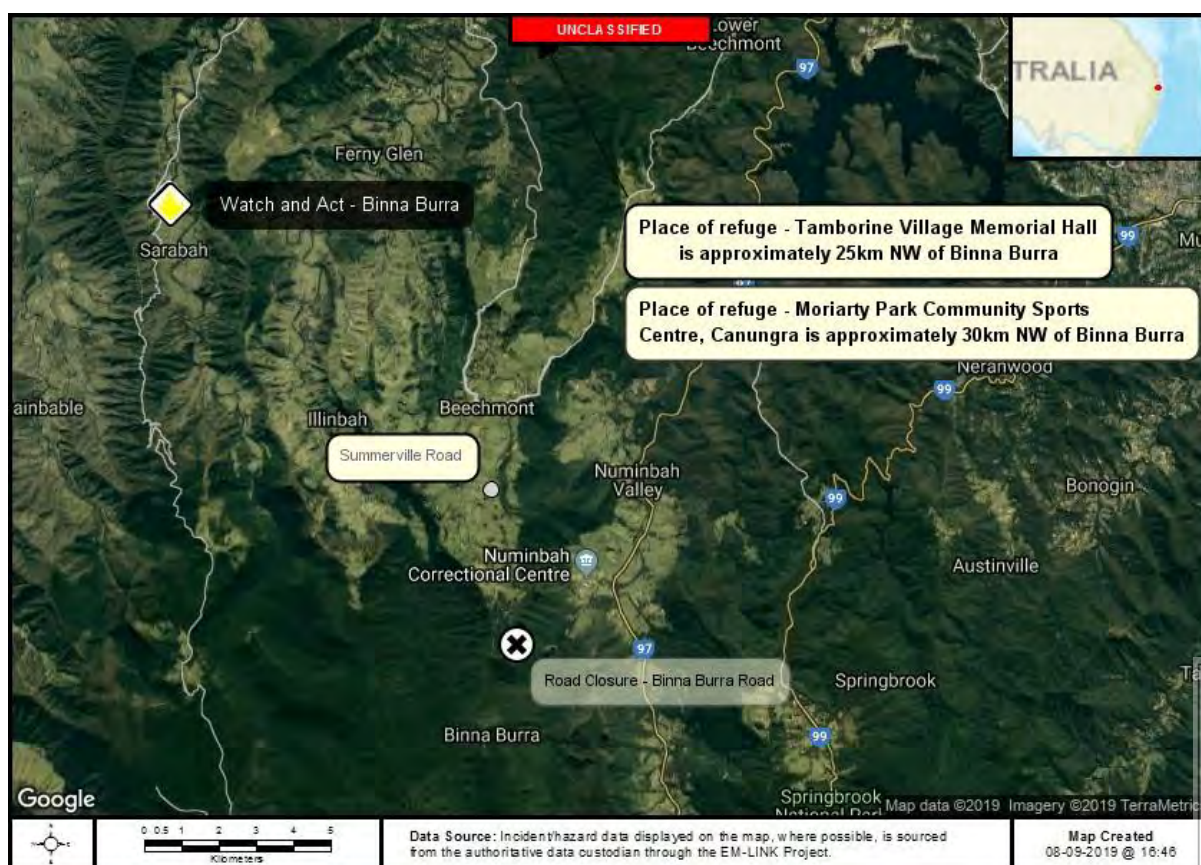 UNCLASSIFIED
Lower
Beechmont
97
TRALIA
Ferny Glen
Watch and Act - Binna Burra
Sarabah
Place of refuge - Tamborine Village Memorial Hall
is approximately 25km NW of Binna Burra
99
Mu
97
Place of refuge - Moriarty Park Community Sports
Centre, Canungra is approximately 30km NW of Binna Burra
Neranwood
99
ainbable
Illinbah
Beechmont
Summerville Road
Numinbah
Valley
99
Bonogin
Numinbah
Correctional Centre
Austinville
97
Road Closure - Binna Burra Road
Springbrook
Ta
Binna Burra
99
Springbrook
National Park
Google
Map data ©2019 Imagery ©2019 TerraMetric
0 0.5 1 2 3 4 5
Kilometers
Data Source: Incident/hazard data displayed on the map, where possible, is sourced
from the authoritative data custodian through the EM-LINK Project.
Map Created
08-09-2019 @ 16:46